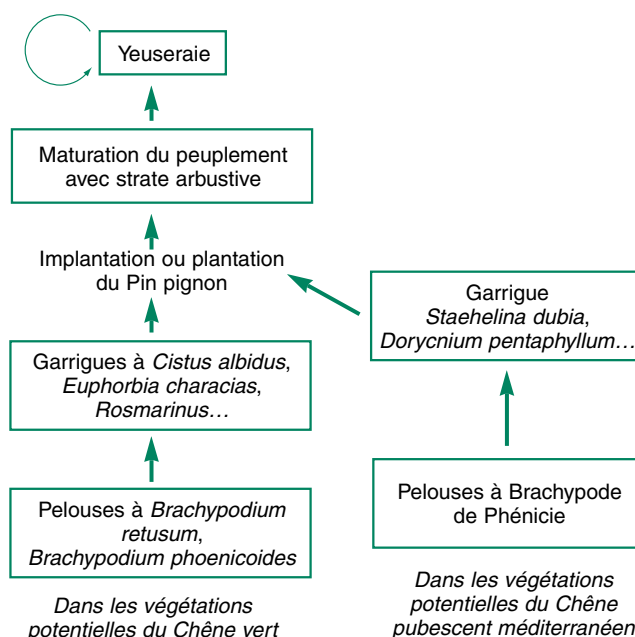 Yeuseraie
Maturation du peuplement
avec strate arbustive
Implantation ou plantation
du Pin pignon
Garrigue
Staehelina dubia,
Dorycnium pentaphyllum…
Garrigues à Cistus albidus,
Euphorbia characias,
Rosmarinus…
Pelouses à Brachypodium
retusum,
Brachypodium phoenicoides
Pelouses à Brachypode
de Phénicie
Dans les végétations
potentielles du Chêne vert
Dans les végétations
potentielles du Chêne
pubescent méditerranéen